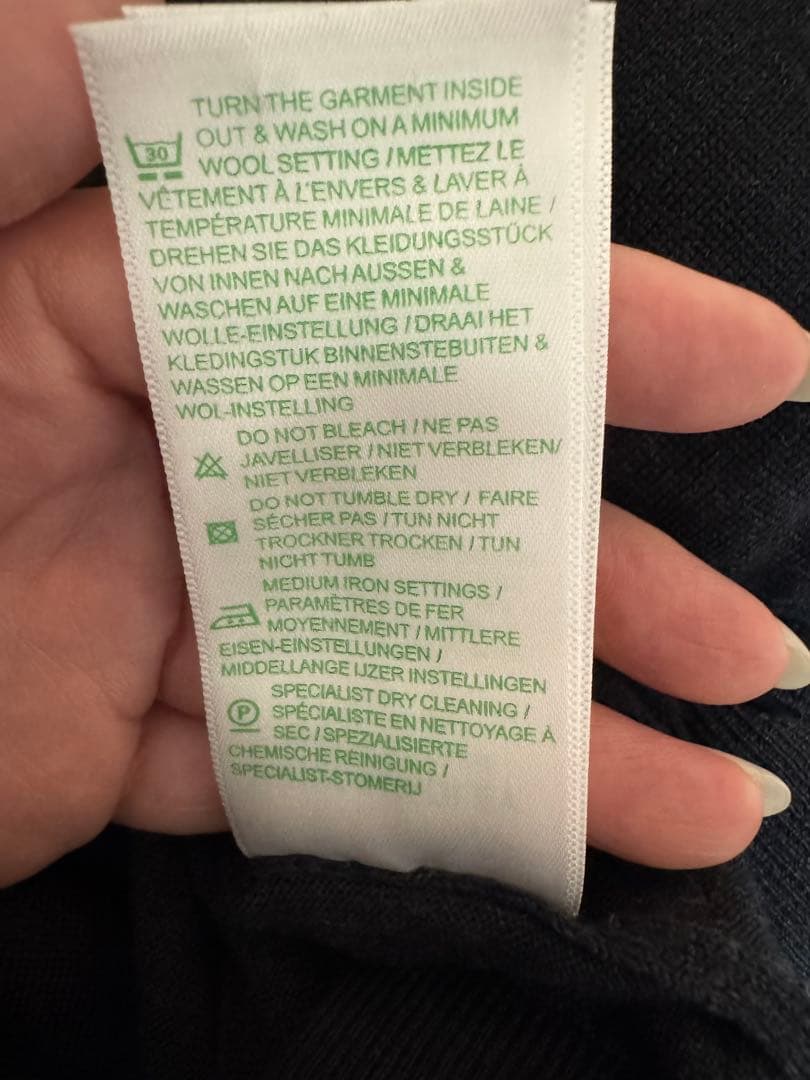 TURN THE GARMENT INSIDE
OUT & WASH ON A MINIMUM
30
WOOL SETTING / METTEZ LE
VÊTEMENT À L'ENVERS & LAVER À
TEMPÉRATURE MINIMALE DE LAINE /
DREHEN SIE DAS KLEIDUNGSSTÜCK
VON INNEN NACH AUSSEN &
WASCHEN AUF EINE MINIMALE
WOLLE-EINSTELLUNG / DRAAI HET
KLEDINGSTUK BINNENSTEBUITEN &
WASSEN OP EEN MINIMALE
WOL-INSTELLING
DO NOT BLEACH / NE PAS
JAVELLISER / NIET VERBLEKEN/
NIET VERBLEKEN
DO NOT TUMBLE DRY / FAIRE
SÉCHER PAS / TUN NICHT
TROCKNER TROCKEN / TUN
NICHT TUMB
MEDIUM IRON SETTINGS /
PARAMÈTRES DE FER
MOYENNEMENT / MITTLERE
EISEN-EINSTELLUNGEN /
MIDDELLANGE IJZER INSTELLINGEN
SPECIALIST DRY CLEANING /
P
SPÉCIALISTE EN NETTOYAGE À
SEC / SPEZIALISIERTE
CHEMISCHE REINIGUNG /
SPECIALIST-STOMERIJ